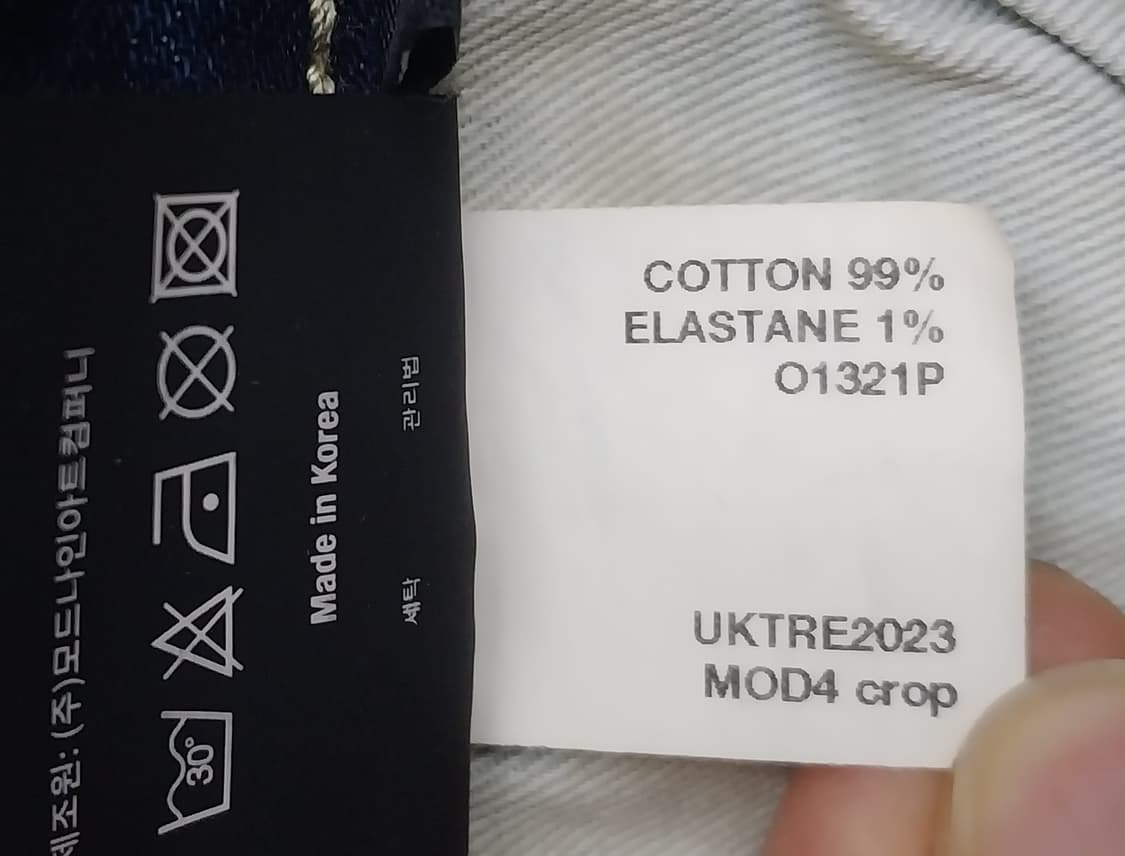 COTTON 99%
ELASTANE 1%
O1321P
UKTRE2023
MOD4 crop
세탁 관리법
Made in Korea
30°
제조원: (주)모드나인아트컴퍼니